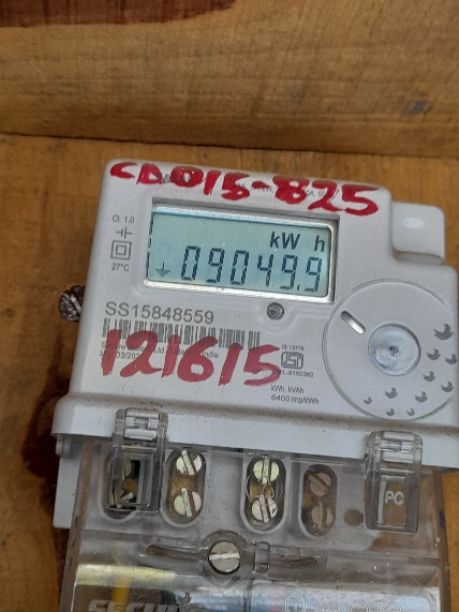 CD015-825
Cl. 1.0
kW h
09049.9
27°C
SS15848559
IS 13779
121615
kWh, kVAh
6400 imp/kWh
PC
SECUR